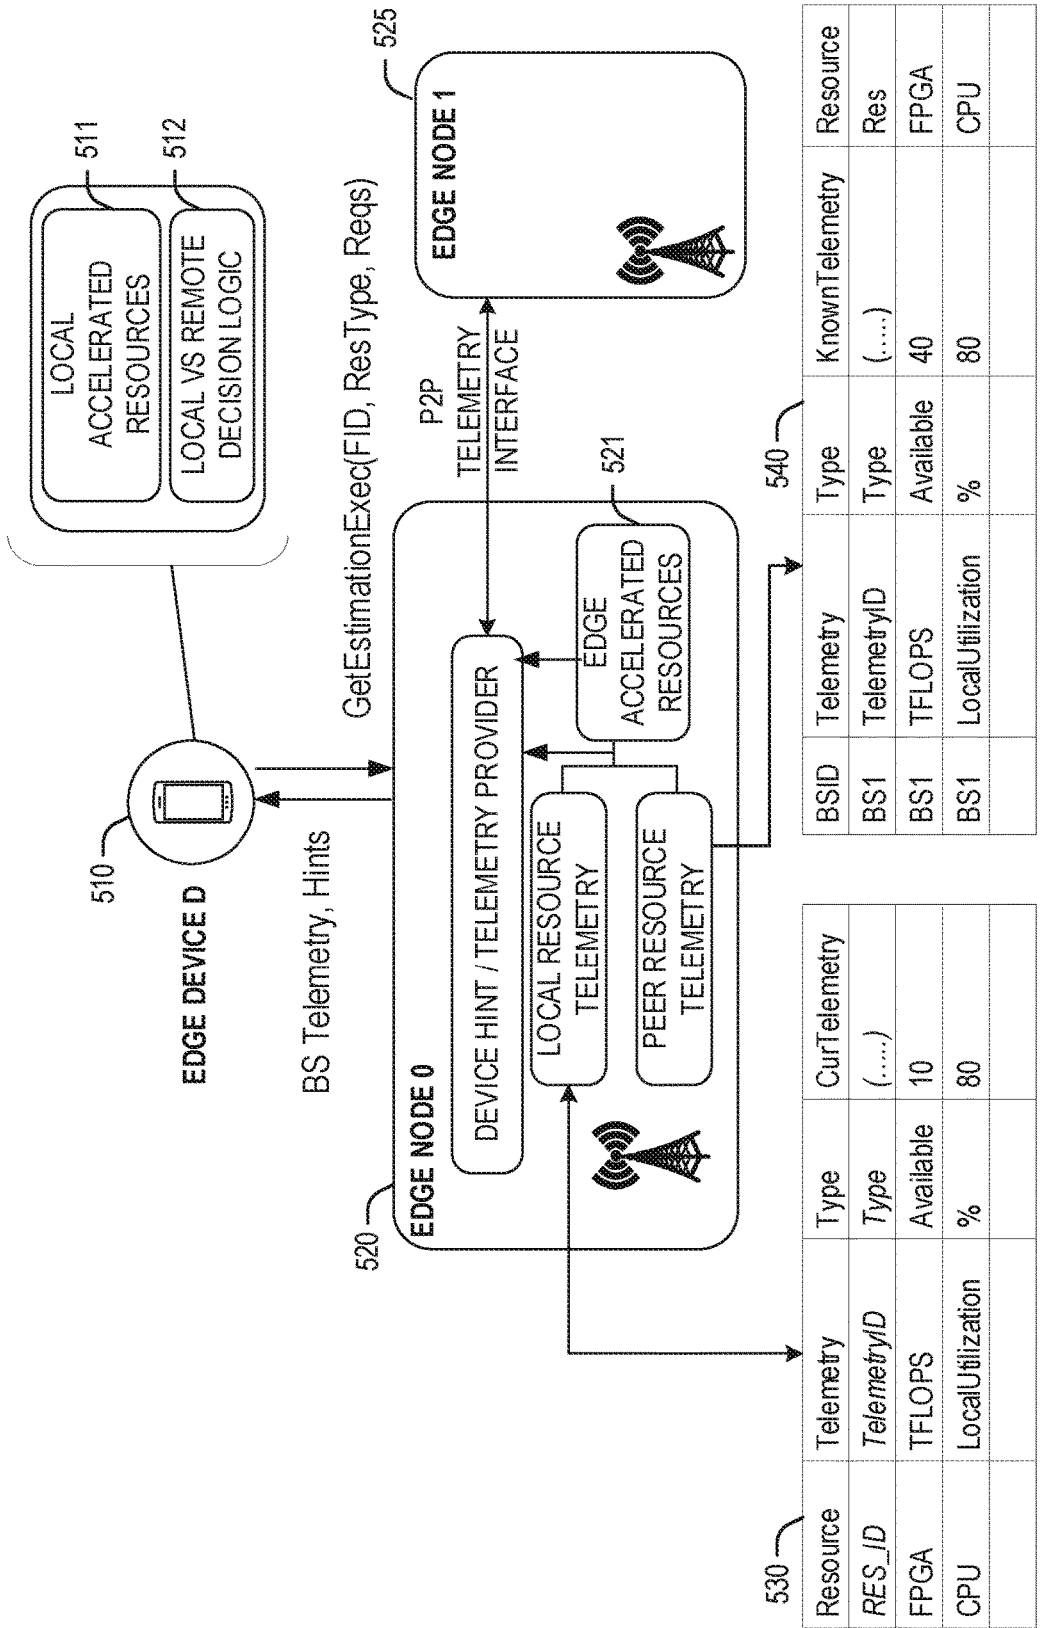 510
EDGE DEVICE D
511
LOCAL
ACCELERATED
RESOURCES
512
LOCAL VS REMOTE
DECISION LOGIC
BS Telemetry, Hints
GetEstimationExec(FID, ResType, Reqs)
520
EDGE NODE 0
DEVICE HINT / TELEMETRY PROVIDER
LOCAL RESOURCE
TELEMETRY
PEER RESOURCE
TELEMETRY
EDGE
ACCELERATED
RESOURCES
521
P2P
TELEMETRY
INTERFACE
525
EDGE NODE 1
530
Resource Telemetry Type CurTelemetry
RES_ID TelemetryID Type (.....)
FPGA TFLOPS Available 10
CPU LocalUtilization % 80
540
BSID Telemetry Type KnownTelemetry Resource
BS1 TelemetryID Type (.....) Res
BS1 TFLOPS Available 40 FPGA
BS1 LocalUtilization % 80 CPU